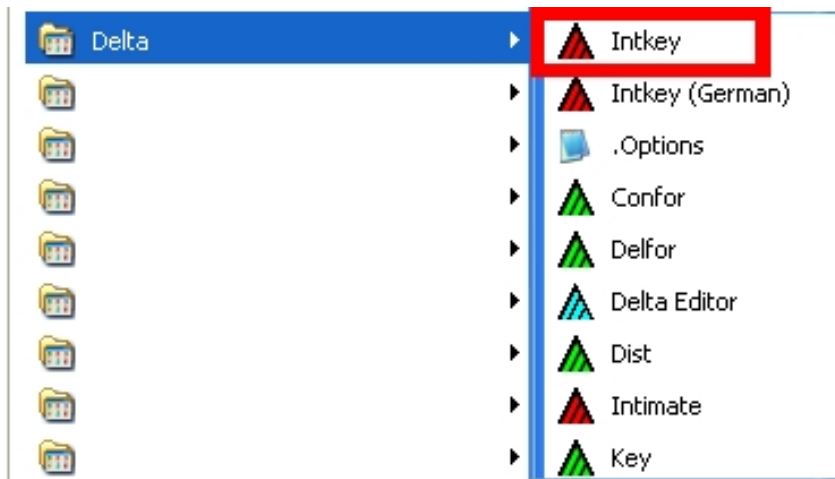 Delta
Intkey
Intkey (German)
.Options
Confor
Delfor
Delta Editor
Dist
Intimate
Key